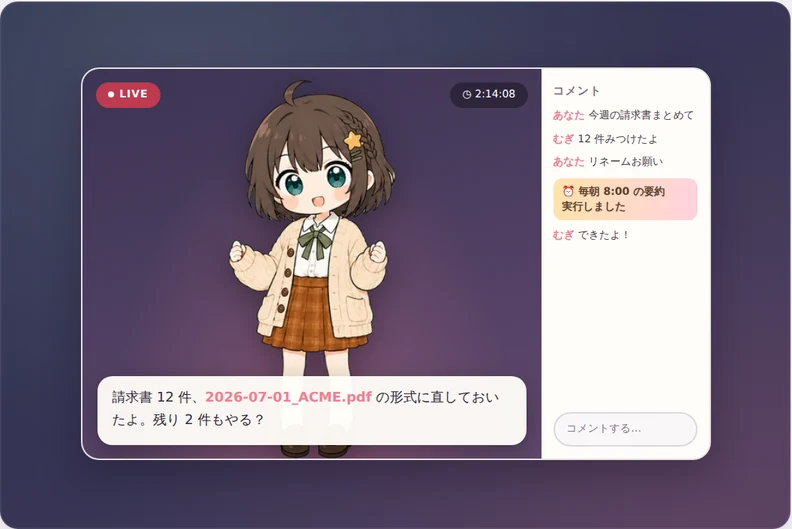 LIVE
2:14:08
請求書 12 件、2026-07-01_ACME.pdf の形式に直しておい
たよ。残り 2 件もやる？
コメント
あなた 今週の請求書まとめて
むぎ 12 件みつけたよ
あなた リネームお願い
⏰ 毎朝 8:00 の要約
実行しました
むぎ できたよ！
コメントする…